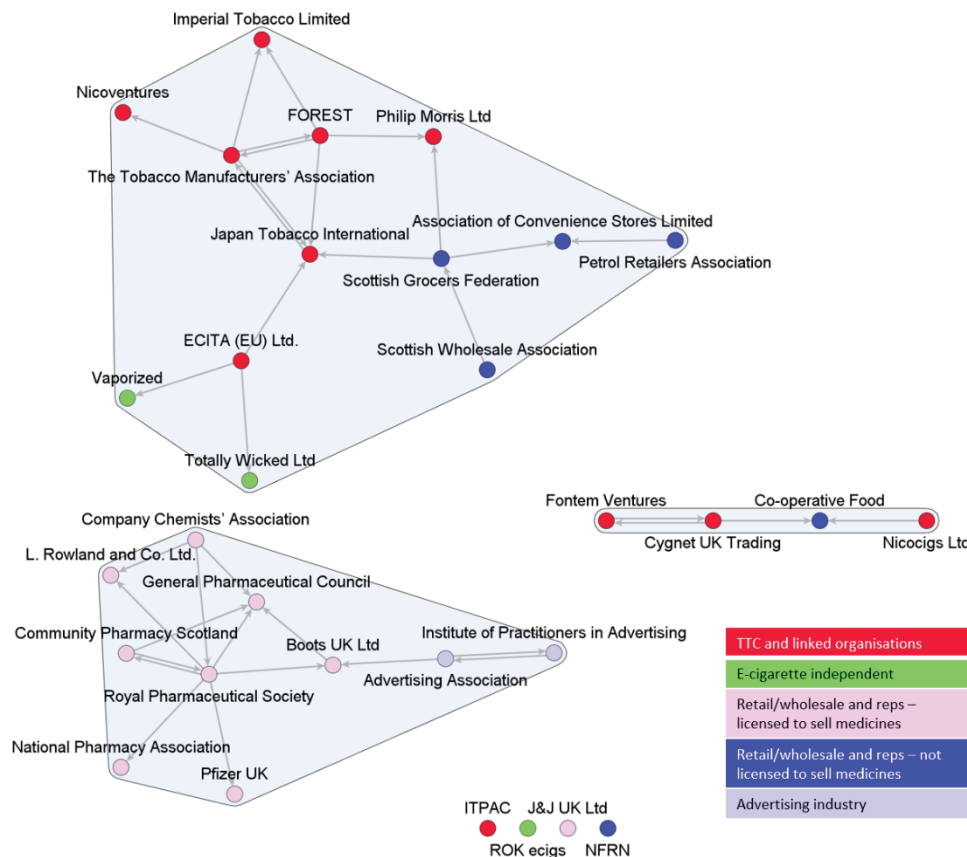 Imperial Tobacco Limited
Nicoventures
FOREST
Philip Morris Ltd
The Tobacco Manufacturers' Association
Association of Convenience Stores Limited
Japan Tobacco International
Petrol Retailers Association
Scottish Grocers Federation
ECITA (EU) Ltd.
Scottish Wholesale Association
Vaporized
Totally Wicked Ltd
Fontem Ventures
Co-operative Food
Cygnet UK Trading
Nicocigs Ltd
Company Chemists' Association
L. Rowland and Co. Ltd.
General Pharmaceutical Council
Community Pharmacy Scotland
Boots UK Ltd
Institute of Practitioners in Advertising
Advertising Association
Royal Pharmaceutical Society
National Pharmacy Association
Pfizer UK
TTC and linked organisations
E-cigarette independent
Retail/wholesale and reps –
licensed to sell medicines
Retail/wholesale and reps – not
licensed to sell medicines
Advertising industry
ITPAC
J&J UK Ltd
ROK ecigs
NFRN